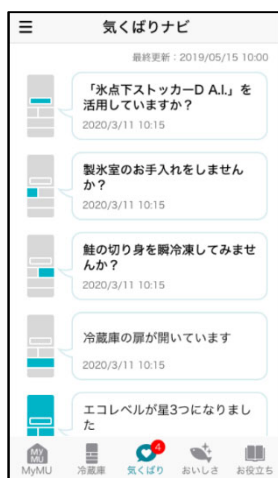 気くばりナビ
最終更新：2019/05/15 10:00
「氷点下ストッカーD A.I.」を
活用していますか？
2020/3/11 10:15
製氷室のお手入れをしません
か？
2020/3/11 10:15
鮭の切り身を瞬冷凍してみませ
んか？
2020/3/11 10:15
冷蔵庫の扉が開いています
2020/3/11 10:15
エコレベルが星3つになりまし
た
MY
MU
4
MyMU 冷蔵庫 気くばり おいしさ お役立ち